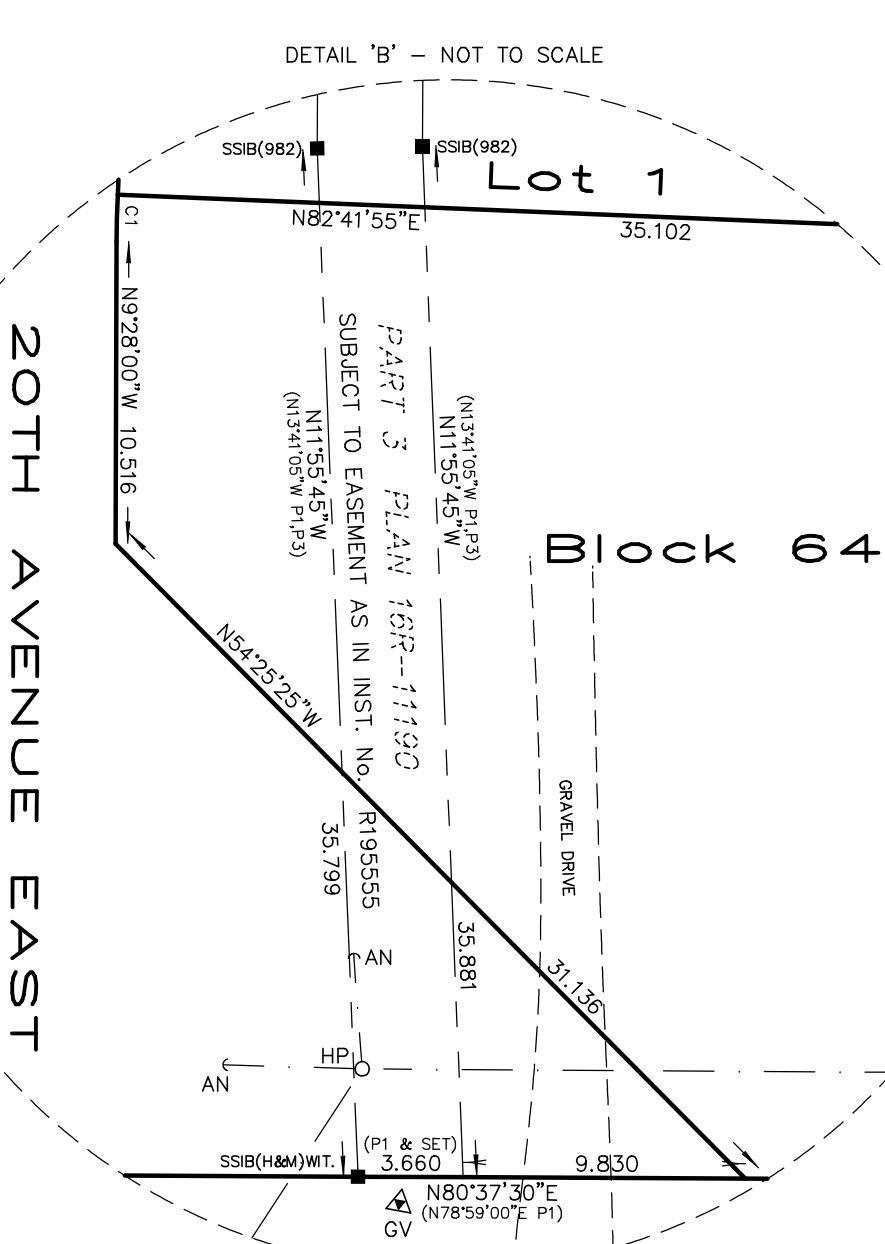 DETAIL 'B' – NOT TO SCALE
SSIB(982)
SSIB(982)
Lot 1
N82°41'55"E
35.102
C1
N9°28'00"W 10.516
20TH AVENUE EAST
SUBJECT TO EASEMENT AS IN INST. No. R195555
PART 3 PLAN 16R-11190
N11°55'45"W
(N13°41'05"W P1,P3)
(N13°41'05"W P1,P3)
N11°55'45"W
Block 64
N54°25'25"W
GRAVEL DRIVE
35.799
35.881
31.136
AN
HP
AN
(P1 & SET)
SSIB(H&M)WIT.
3.660
9.830
N80°37'30"E
(N78°59'00"E P1)
GV